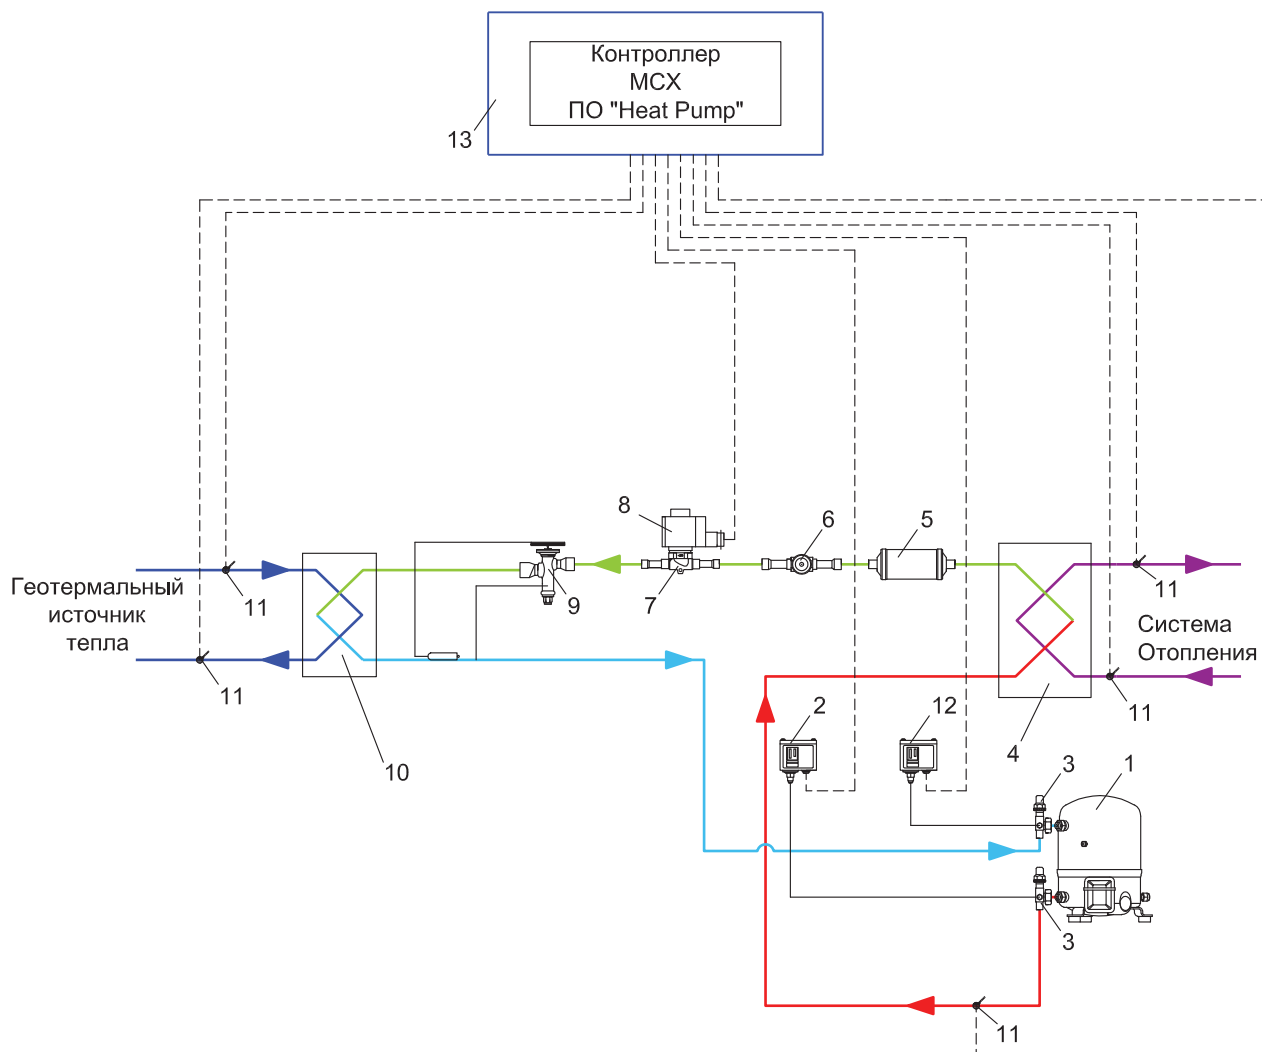 Контроллер
МСХ
ПО "Heat Pump"
13
8
6
5
Геотермальный
источник
тепла
11
9
7
11
Система
Отопления
11
11
2
12
4
10
3
1
3
11